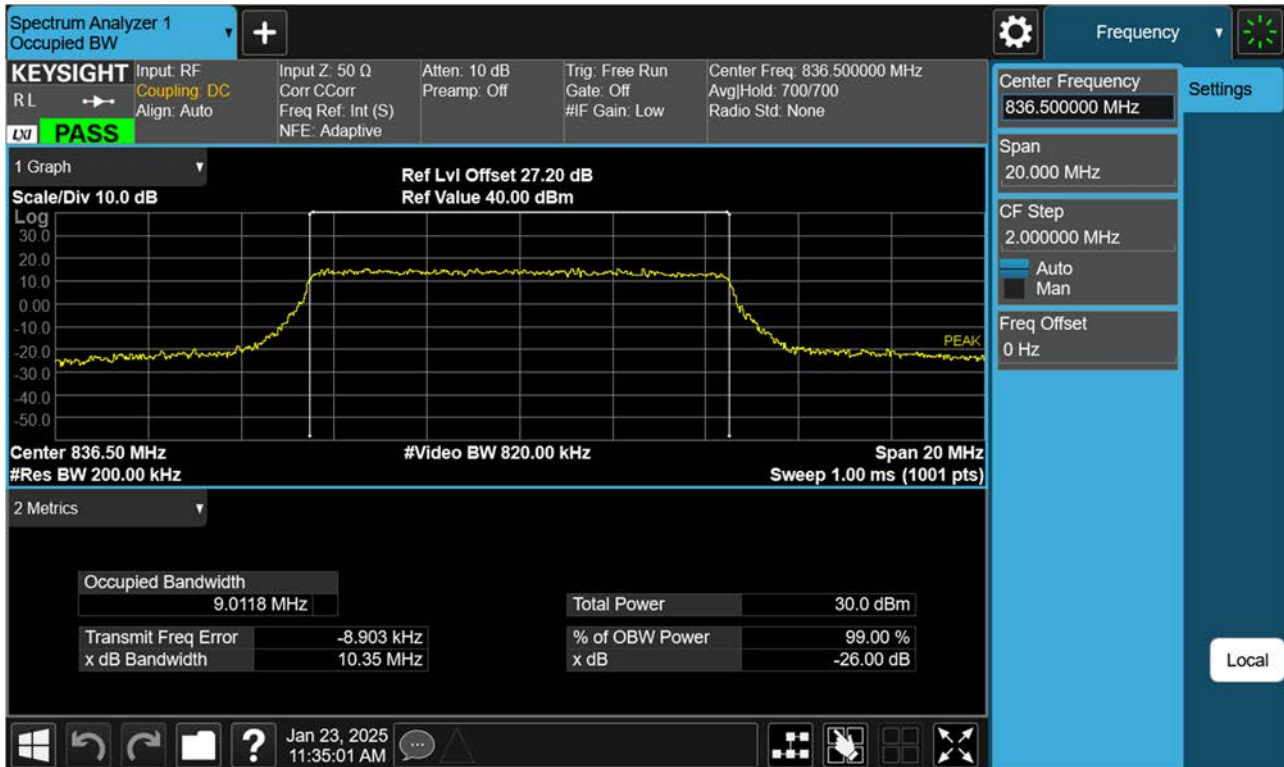 Spectrum Analyzer 1
Occupied BW
+
Frequency
KEYSIGHT
RL
LXI
PASS
Input: RF
Coupling: DC
Align: Auto
Input Z: 50 Ω
Corr CCorr
Freq Ref: Int (S)
NFE: Adaptive
Atten: 10 dB
Preamp: Off
Trig: Free Run
Gate: Off
#IF Gain: Low
Center Freq: 836.500000 MHz
Avg|Hold: 700/700
Radio Std: None
Center Frequency
836.500000 MHz
Settings
Span
20.000 MHz
CF Step
2.000000 MHz
Auto
Man
Freq Offset
0 Hz
Local
1 Graph
Scale/Div 10.0 dB
Ref Lvl Offset 27.20 dB
Ref Value 40.00 dBm
Log
30.0
20.0
10.0
0.00
-10.0
-20.0
-30.0
-40.0
-50.0
PEAK
Center 836.50 MHz
#Video BW 820.00 kHz
Span 20 MHz
#Res BW 200.00 kHz
Sweep 1.00 ms (1001 pts)
2 Metrics
Occupied Bandwidth
9.0118 MHz
Total Power 30.0 dBm
Transmit Freq Error -8.903 kHz
% of OBW Power 99.00 %
x dB Bandwidth 10.35 MHz
x dB -26.00 dB
?
Jan 23, 2025
11:35:01 AM